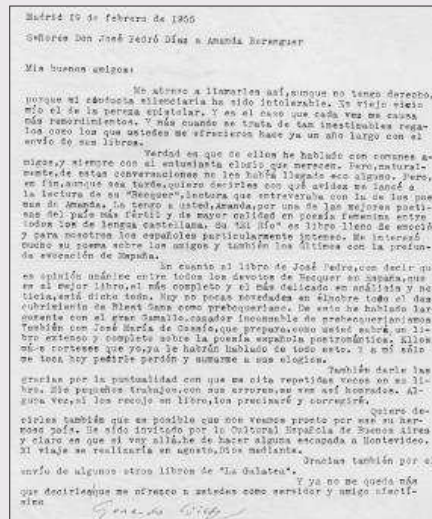 Madrid 19 de febrero de 1955
Señores Don José Pedro Díaz a Amanda Berenguer
Mis buenos amigos:
Me atrevo a llamarles así, aunque no tengo derecho,
porque mi conducta silenciaria ha sido intolerable. Es viejo vicio
mío el de la pereza epistolar. Y es el caso que cada vez me causa
más remordimientos. Y más cuando se trata de tan inestimables rega-
los como los que ustedes me ofrecieron hace ya un año largo con el
envío de sus libros.
Verdad es que de ellos he hablado con comunes a-
migos, y siempre con el entusiasta elogio que merecen. Pero, natural-
mente, de estas conversaciones no les habrá llegado eco alguno. Pero,
en fin, aunque sea tarde, quiero decirles con qué avidez me lancé a
la lectura de su "Bécquer", lectura que entreveraba con la de los poe-
mas de Amanda. La tengo a usted, Amanda, por una de las mejores poeti-
sas del país más fértil y de mayor calidad en poesía femenina entre
todos los de lengua castellana. Su "El Río" es libro lleno de emoción
y para nosotros los españoles particularmente intenso. Me interesó
mucho su poema sobre los amigos y también los últimos con la profun-
da evocación de España.
En cuanto al libro de José Pedro, con decir que
es opinión unánime entre todos los devotos de Becquer en España, que
es el mejor libro, el más completo y el más delicado en análisis y no-
ticia, está dicho todo. Hay no pocas novedades en él, sobre todo el des
cubrimiento de Blest Gana como prebequeriano. De esto he hablado lar-
gamente con el gran Gamallo, cazador incansable de prebequerianismos
También con José María de Cossío, que prepara, como usted sabrá, un li-
bro extenso y completo sobre la poesía española postromántica. Ellos
más corteses que yo, ya le habrán hablado de todo esto. Y a mí sólo
me toca hoy pedirle perdón y sumarme a sus elogios.
También darle las
gracias por la puntualidad con que me cita repetidas veces en su li-
bro. Mis pequeños trabajos, con sus errores, se ven así honrados. Al-
guna vez, si los recojo en libro, los precisaré y corregiré.
Quiero de-
cirles también que es posible que nos veamos pronto por ese su her-
moso país. He sido invitado por la Cultural Española de Buenos Aires
y claro es que si voy allá, he de hacer alguna escapada a Montevideo.
El viaje se realizaría en agosto, Dios mediante.
Gracias también por el
envío de algunos otros libros de "La Galatea".
Y ya no me queda más
que decirles que me ofrezco a ustedes como servidor y amigo afectí-
simo
Gerardo Diego